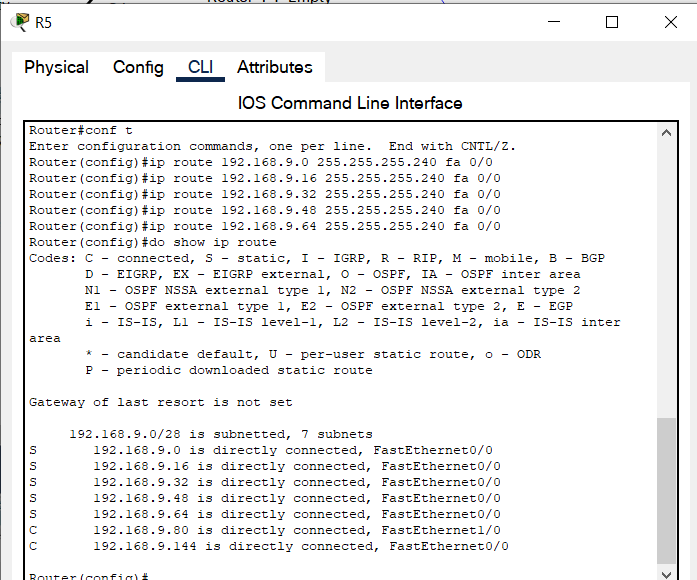 R5
Physical Config CLI Attributes
IOS Command Line Interface
Router#conf t
Enter configuration commands, one per line.  End with CNTL/Z.
Router(config)#ip route 192.168.9.0 255.255.255.240 fa 0/0
Router(config)#ip route 192.168.9.16 255.255.255.240 fa 0/0
Router(config)#ip route 192.168.9.32 255.255.255.240 fa 0/0
Router(config)#ip route 192.168.9.48 255.255.255.240 fa 0/0
Router(config)#ip route 192.168.9.64 255.255.255.240 fa 0/0
Router(config)#do show ip route
Codes: C - connected, S - static, I - IGRP, R - RIP, M - mobile, B - BGP
       D - EIGRP, EX - EIGRP external, O - OSPF, IA - OSPF inter area
       N1 - OSPF NSSA external type 1, N2 - OSPF NSSA external type 2
       E1 - OSPF external type 1, E2 - OSPF external type 2, E - EGP
       i - IS-IS, L1 - IS-IS level-1, L2 - IS-IS level-2, ia - IS-IS inter
area
       * - candidate default, U - per-user static route, o - ODR
       P - periodic downloaded static route
Gateway of last resort is not set
     192.168.9.0/28 is subnetted, 7 subnets
S       192.168.9.0 is directly connected, FastEthernet0/0
S       192.168.9.16 is directly connected, FastEthernet0/0
S       192.168.9.32 is directly connected, FastEthernet0/0
S       192.168.9.48 is directly connected, FastEthernet0/0
S       192.168.9.64 is directly connected, FastEthernet0/0
C       192.168.9.80 is directly connected, FastEthernet1/0
C       192.168.9.144 is directly connected, FastEthernet0/0
Router(config)#